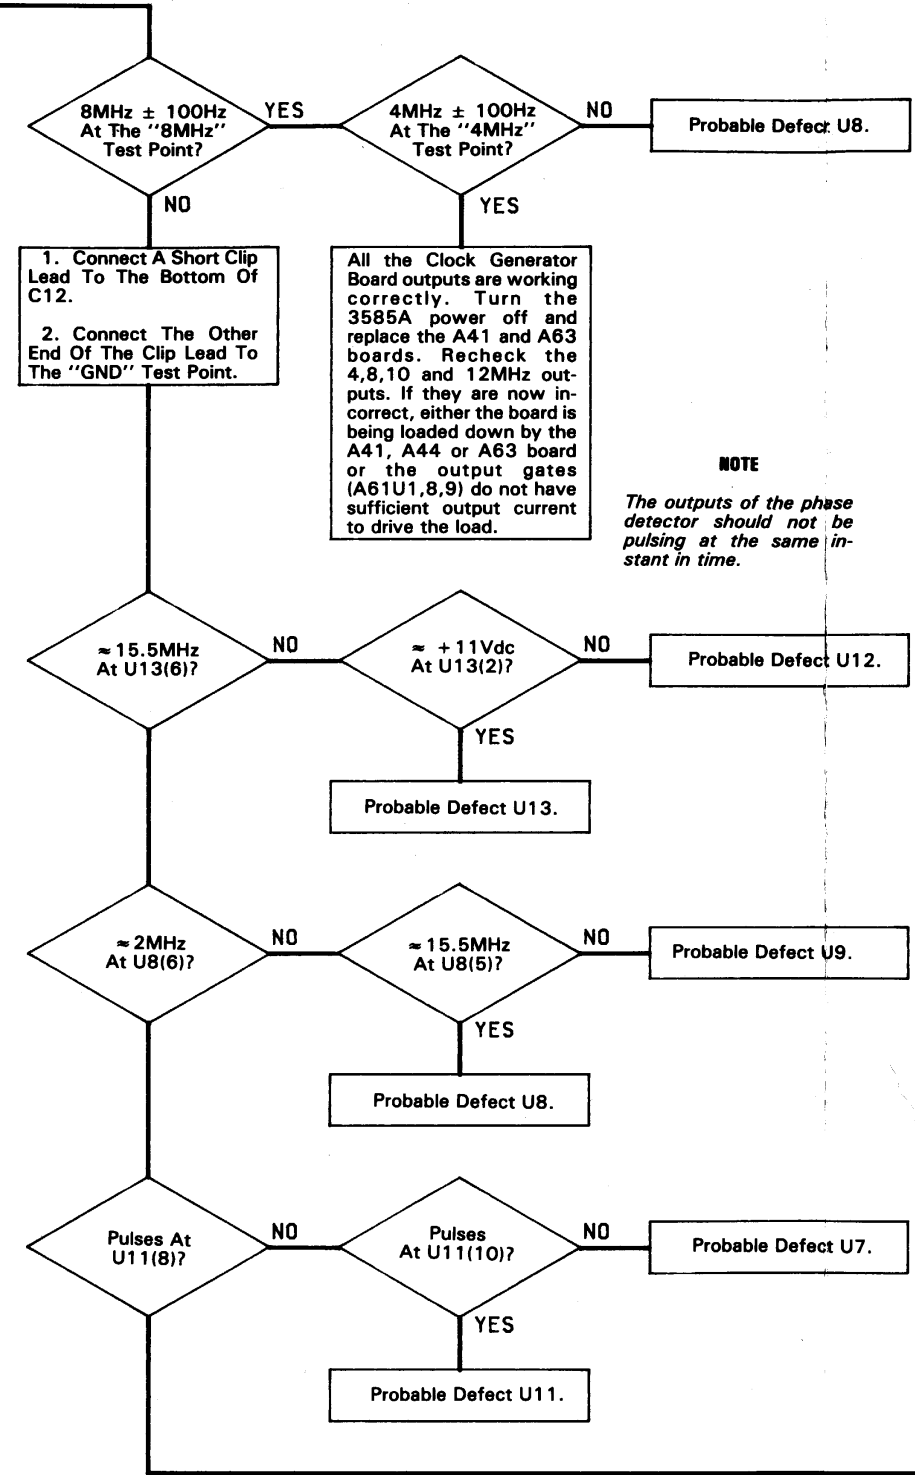 8MHz ± 100Hz
At The "8MHz"
Test Point?
YES
4MHz ± 100Hz
At The "4MHz"
Test Point?
NO
Probable Defect U8.
NO
YES
1. Connect A Short Clip
Lead To The Bottom Of
C12.
2. Connect The Other
End Of The Clip Lead To
The "GND" Test Point.
All the Clock Generator
Board outputs are working
correctly. Turn the
3585A power off and
replace the A41 and A63
boards. Recheck the
4,8,10 and 12MHz out-
puts. If they are now in-
correct, either the board is
being loaded down by the
A41, A44 or A63 board
or the output gates
(A61U1,8,9) do not have
sufficient output current
to drive the load.
NOTE
The outputs of the phase
detector should not be
pulsing at the same in-
stant in time.
≈15.5MHz
At U13(6)?
NO
≈ +11Vdc
At U13(2)?
NO
Probable Defect U12.
YES
Probable Defect U13.
≈2MHz
At U8(6)?
NO
≈15.5MHz
At U8(5)?
NO
Probable Defect U9.
YES
Probable Defect U8.
Pulses At
U11(8)?
NO
Pulses
At U11(10)?
NO
Probable Defect U7.
YES
Probable Defect U11.